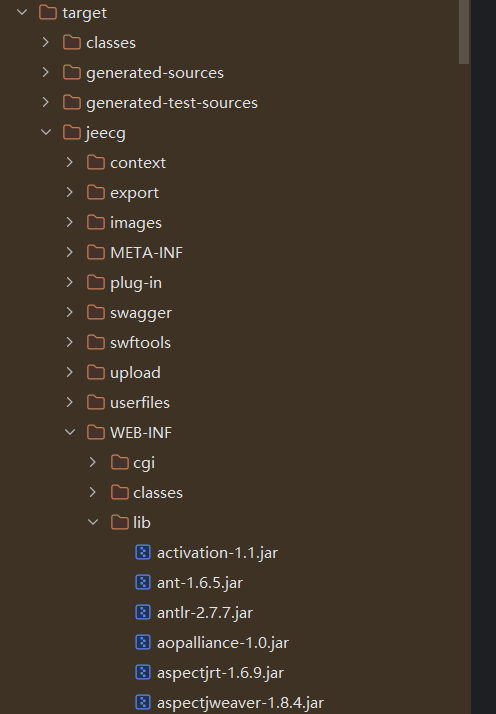 target
classes
generated-sources
generated-test-sources
jeecg
context
export
images
META-INF
plug-in
swagger
swftools
upload
userfiles
WEB-INF
cgi
classes
lib
activation-1.1.jar
ant-1.6.5.jar
antlr-2.7.7.jar
aopalliance-1.0.jar
aspectjrt-1.6.9.jar
aspectjweaver-1.8.4.jar